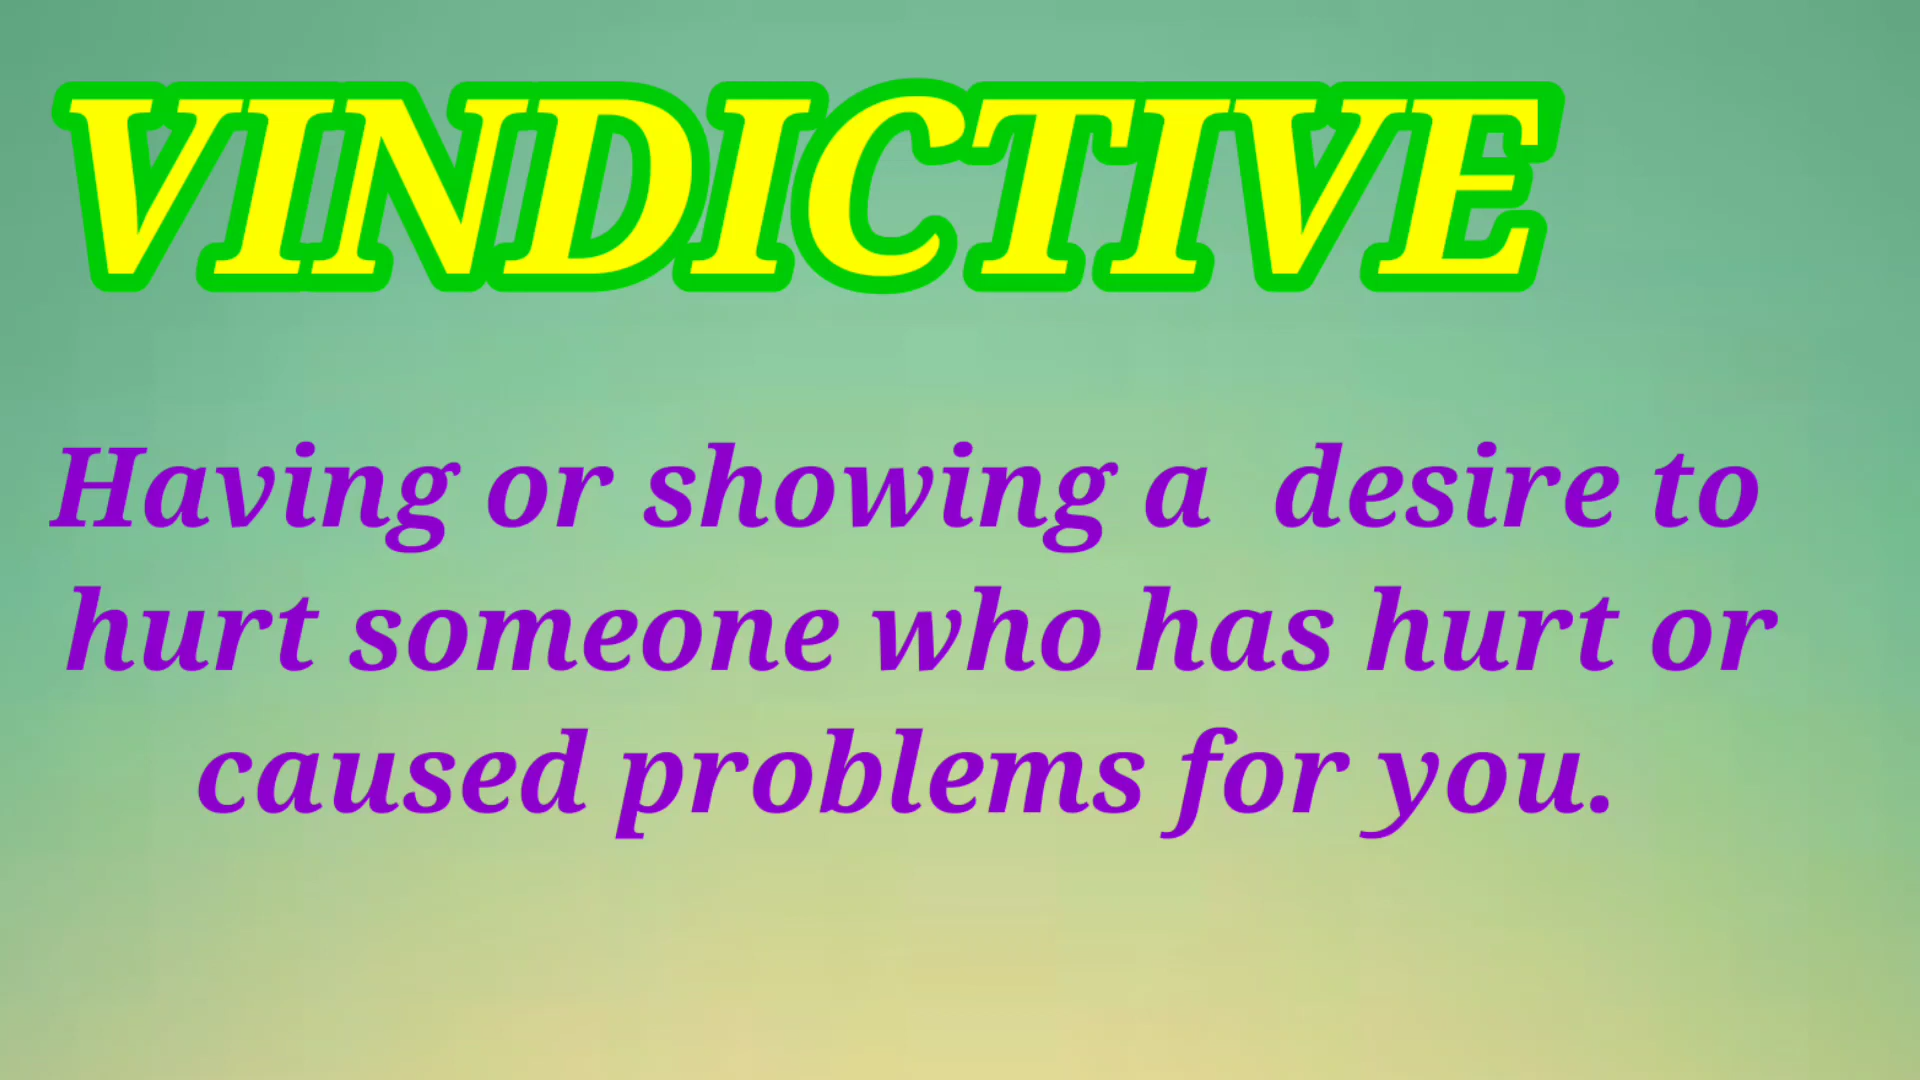 VINDICTIVE
Having or showing a desire to
hurt someone who has hurt or
caused problems for you.